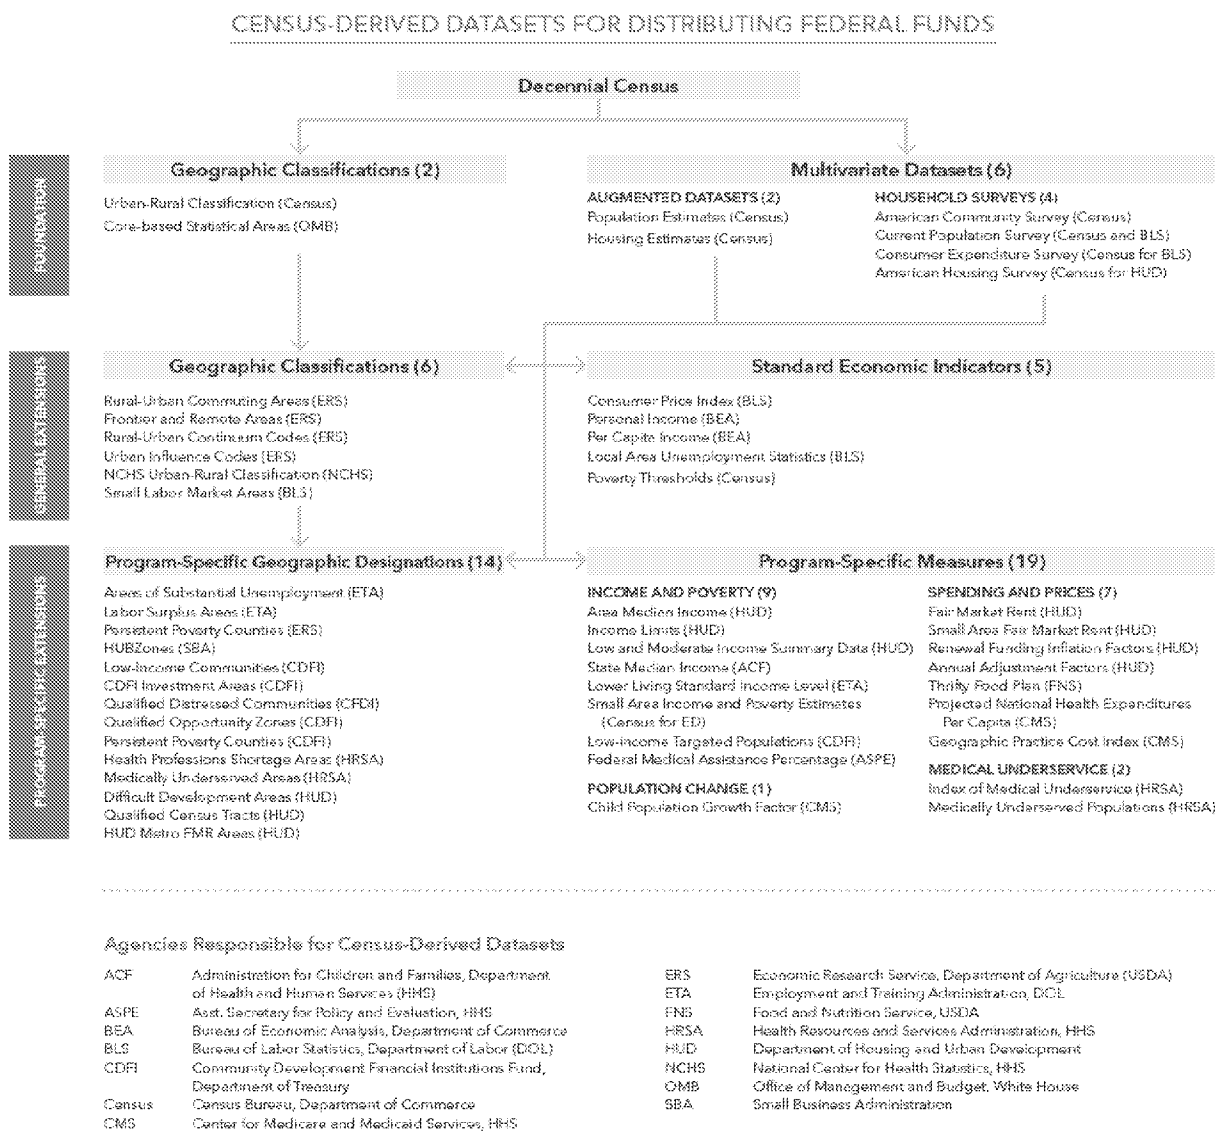 CENSUS-DERIVED DATASETS FOR DISTRIBUTING FEDERAL FUNDS
Decennial Census
FOUNDATION
Geographic Classifications (2)
Urban-Rural Classification (Census)
Core-based Statistical Areas (OMB)
Multivariate Datasets (6)
AUGMENTED DATASETS (2)
Population Estimates (Census)
Housing Estimates (Census)
HOUSEHOLD SURVEYS (4)
American Community Survey (Census)
Current Population Survey (Census and BLS)
Consumer Expenditure Survey (Census for BLS)
American Housing Survey (Census for HUD)
GENERAL EXTENSIONS
Geographic Classifications (6)
Rural-Urban Commuting Areas (ERS)
Frontier and Remote Areas (ERS)
Rural-Urban Continuum Codes (ERS)
Urban Influence Codes (ERS)
NCHS Urban-Rural Classification (NCHS)
Small Labor Market Areas (BLS)
Standard Economic Indicators (5)
Consumer Price Index (BLS)
Personal Income (BEA)
Per Capita Income (BEA)
Local Area Unemployment Statistics (BLS)
Poverty Thresholds (Census)
PROGRAM SPECIFIC EXTENSIONS
Program-Specific Geographic Designations (14)
Areas of Substantial Unemployment (ETA)
Labor Surplus Areas (ETA)
Persistent Poverty Counties (ERS)
HUBZones (SBA)
Low-Income Communities (CDFI)
CDFI Investment Areas (CDFI)
Qualified Distressed Communities (CFDI)
Qualified Opportunity Zones (CDFI)
Persistent Poverty Counties (CDFI)
Health Professions Shortage Areas (HRSA)
Medically Underserved Areas (HRSA)
Difficult Development Areas (HUD)
Qualified Census Tracts (HUD)
HUD Metro FMR Areas (HUD)
Program-Specific Measures (19)
INCOME AND POVERTY (9)
Area Median Income (HUD)
Income Limits (HUD)
Low and Moderate Income Summary Data (HUD)
State Median Income (ACF)
Lower Living Standard Income Level (ETA)
Small Area Income and Poverty Estimates
(Census for ED)
Low-income Targeted Populations (CDFI)
Federal Medical Assistance Percentage (ASPE)
POPULATION CHANGE (1)
Child Population Growth Factor (CMS)
SPENDING AND PRICES (7)
Fair Market Rent (HUD)
Small Area Fair Market Rent (HUD)
Renewal Funding Inflation Factors (HUD)
Annual Adjustment Factors (HUD)
Thrifty Food Plan (FNS)
Projected National Health Expenditures
Per Capita (CMS)
Geographic Practice Cost Index (CMS)
MEDICAL UNDERSERVICE (2)
Index of Medical Underservice (HRSA)
Medically Underserved Populations (HRSA)
Agencies Responsible for Census-Derived Datasets
ACF Administration for Children and Families, Department
of Health and Human Services (HHS)
ASPE Asst. Secretary for Policy and Evaluation, HHS
BEA Bureau of Economic Analysis, Department of Commerce
BLS Bureau of Labor Statistics, Department of Labor (DOL)
CDFI Community Development Financial Institutions Fund,
Department of Treasury
Census Census Bureau, Department of Commerce
CMS Center for Medicare and Medicaid Services, HHS
ERS Economic Research Service, Department of Agriculture (USDA)
ETA Employment and Training Administration, DOL
FNS Food and Nutrition Service, USDA
HRSA Health Resources and Services Administration, HHS
HUD Department of Housing and Urban Development
NCHS National Center for Health Statistics, HHS
OMB Office of Management and Budget, White House
SBA Small Business Administration